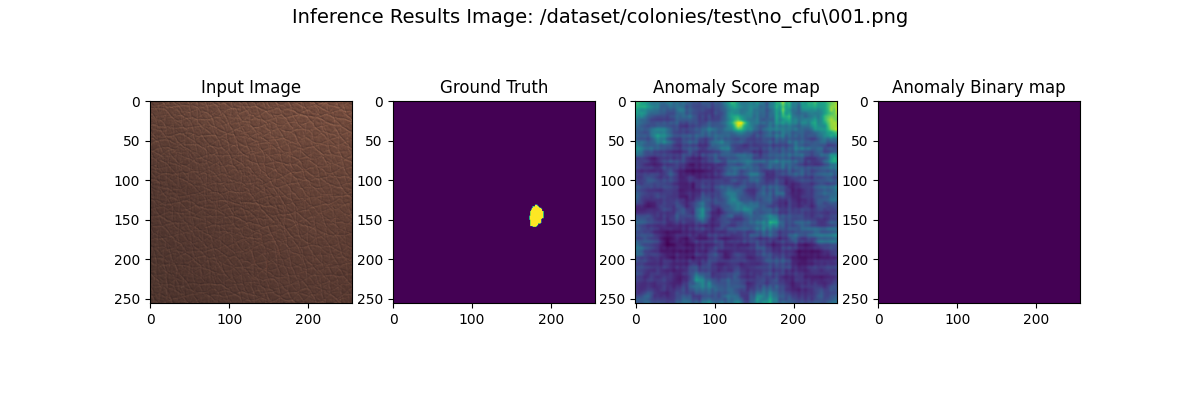 Inference Results Image: /dataset/colonies/test\no_cfu\001.png
Input Image
0
50
100
150
200
250
0 100 200
Ground Truth
0
50
100
150
200
250
0 100 200
Anomaly Score map
0
50
100
150
200
250
0 100 200
Anomaly Binary map
0
50
100
150
200
250
0 100 200